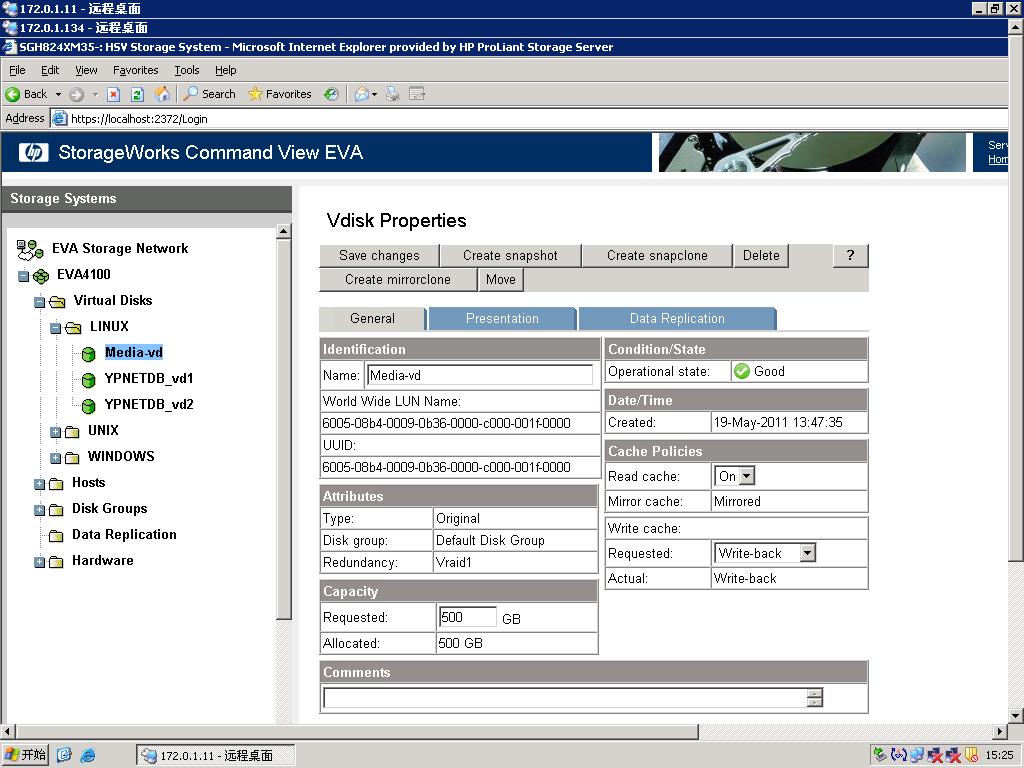 172.0.1.11 - 远程桌面
172.0.1.134 - 远程桌面
SGH824XM35-: HSV Storage System - Microsoft Internet Explorer provided by HP ProLiant Storage Server
File Edit View Favorites Tools Help
Back Search Favorites
Address https://localhost:2372/Login
hp StorageWorks Command View EVA
Storage Systems
EVA Storage Network
EVA4100
Virtual Disks
LINUX
Media-vd
YPNETDB_vd1
YPNETDB_vd2
UNIX
WINDOWS
Hosts
Disk Groups
Data Replication
Hardware
Vdisk Properties
Save changes Create snapshot Create snapclone Delete ?
Create mirrorclone Move
General Presentation Data Replication
Identification
Name: Media-vd
World Wide LUN Name:
6005-08b4-0009-0b36-0000-c000-001f-0000
UUID:
6005-08b4-0009-0b36-0000-c000-001f-0000
Attributes
Type: Original
Disk group: Default Disk Group
Redundancy: Vraid1
Capacity
Requested: 500 GB
Allocated: 500 GB
Condition/State
Operational state: Good
Date/Time
Created: 19-May-2011 13:47:35
Cache Policies
Read cache: On
Mirror cache: Mirrored
Write cache:
Requested: Write-back
Actual: Write-back
Comments
开始 172.0.1.11 - 远程桌面 15:25